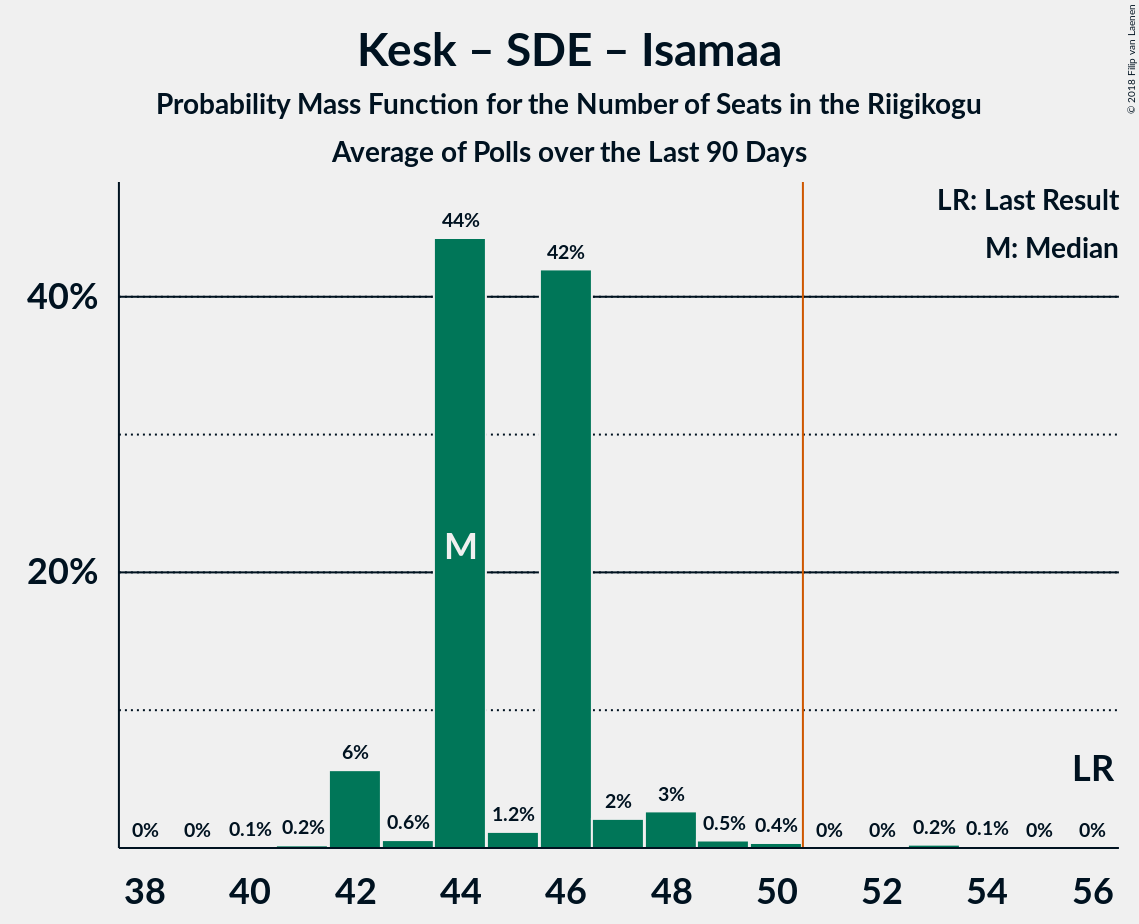 Kesk – SDE – Isamaa
Probability Mass Function for the Number of Seats in the Riigikogu
Average of Polls over the Last 90 Days
© 2018 Filip van Laenen
LR: Last Result
M: Median
40%
20%
0% 0% 0.1% 0.2% 6% 0.6% 44% 1.2% 42% 2% 3% 0.5% 0.4% 0% 0% 0.2% 0.1% 0% 0%
M
LR
38 40 42 44 46 48 50 52 54 56